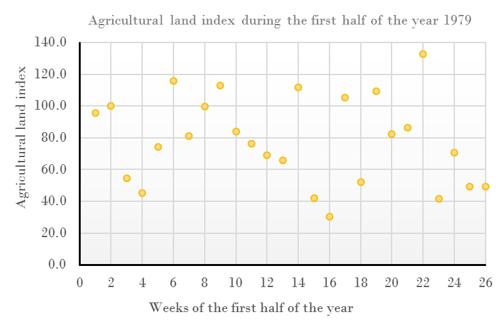 Agricultural land index during the first half of the year 1979
Agricultural land index
140.0
120.0
100.0
80.0
60.0
40.0
20.0
0.0
0 2 4 6 8 10 12 14 16 18 20 22 24 26
Weeks of the first half of the year